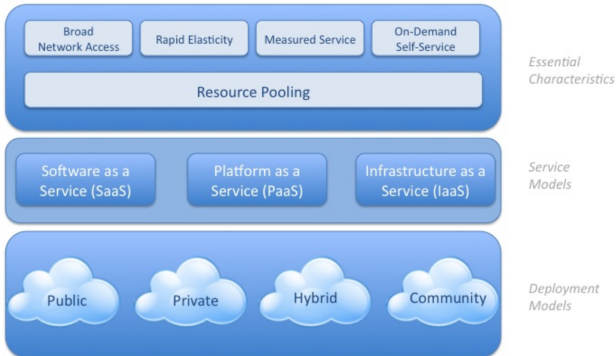 Broad
Network Access
Rapid Elasticity
Measured Service
On-Demand
Self-Service
Resource Pooling
Essential
Characteristics
Software as a
Service (SaaS)
Platform as a
Service (PaaS)
Infrastructure as a
Service (IaaS)
Service
Models
Public
Private
Hybrid
Community
Deployment
Models